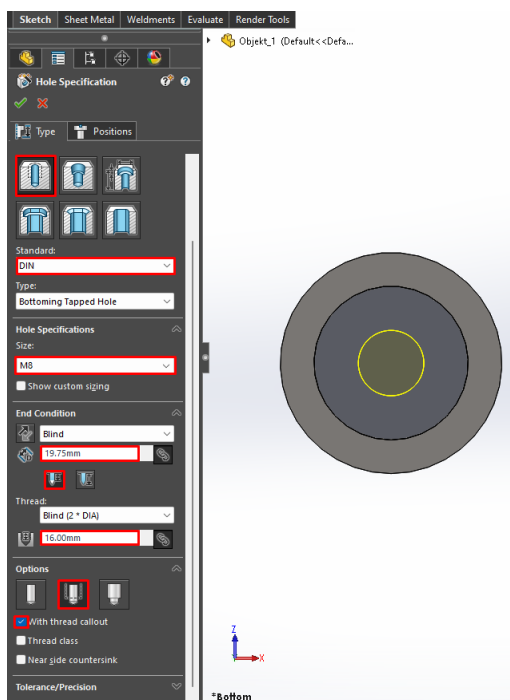 Sketch Sheet Metal Weldments Evaluate Render Tools
Objekt_1 (Default<<Defa...
Hole Specification
Type Positions
Standard:
DIN
Type:
Bottoming Tapped Hole
Hole Specifications
Size:
M8
Show custom sizing
End Condition
Blind
19.75mm
Thread:
Blind (2 * DIA)
16.00mm
Options
With thread callout
Thread class
Near side countersink
Tolerance/Precision
Z
X
*Bottom